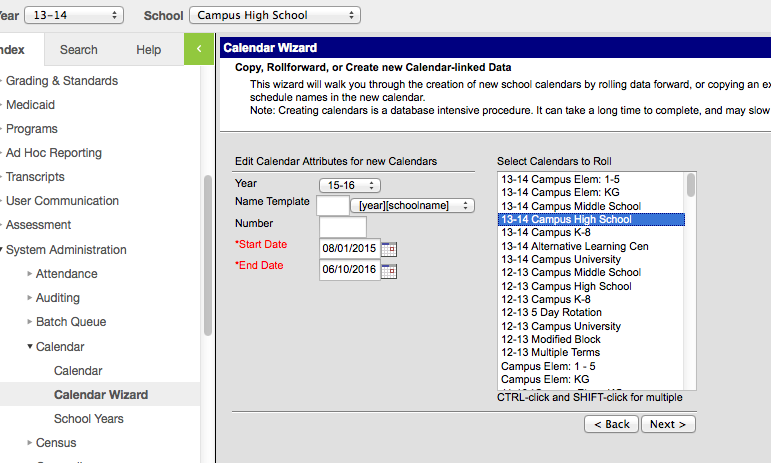 Year 13-14 School Campus High School
Index Search Help <
Grading & Standards
Medicaid
Programs
Ad Hoc Reporting
Transcripts
User Communication
Assessment
System Administration
Attendance
Auditing
Batch Queue
Calendar
Calendar
Calendar Wizard
School Years
Census
Calendar Wizard
Copy, Rollforward, or Create new Calendar-linked Data
This wizard will walk you through the creation of new school calendars by rolling data forward, or copying an ex
schedule names in the new calendar.
Note: Creating calendars is a database intensive procedure. It can take a long time to complete, and may slow
Edit Calendar Attributes for new Calendars
Year 15-16
Name Template [year][schoolname]
Number
*Start Date 08/01/2015
*End Date 06/10/2016
Select Calendars to Roll
13-14 Campus Elem: 1-5
13-14 Campus Elem: KG
13-14 Campus Middle School
13-14 Campus High School
13-14 Campus K-8
13-14 Alternative Learning Cen
13-14 Campus University
12-13 Campus Middle School
12-13 Campus High School
12-13 Campus K-8
12-13 5 Day Rotation
12-13 Campus University
12-13 Modified Block
12-13 Multiple Terms
Campus Elem: 1 - 5
Campus Elem: KG
CTRL-click and SHIFT-click for multiple
< Back Next >